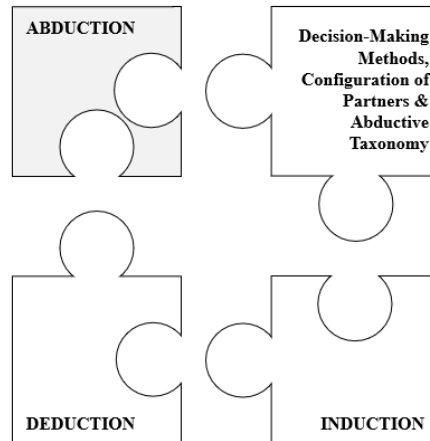 ABDUCTION
Decision-Making
Methods,
Configuration of
Partners &
Abductive
Taxonomy
DEDUCTION
INDUCTION